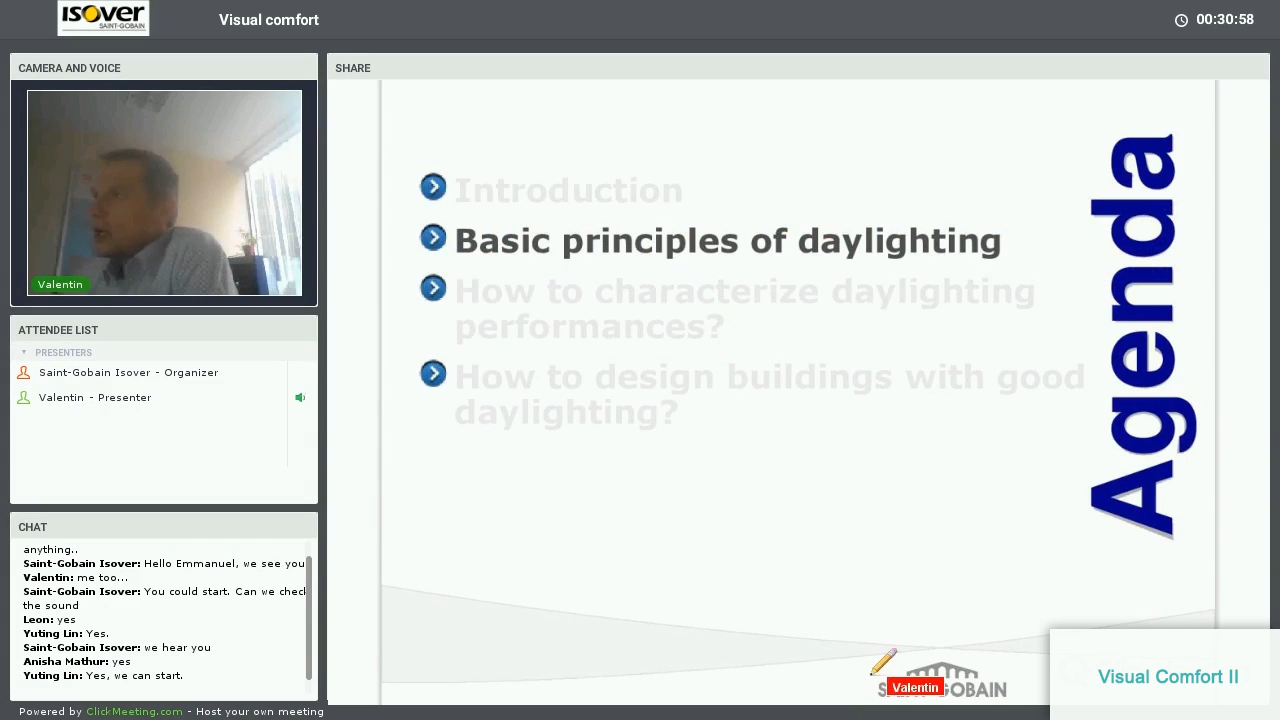 isover
SAINT-GOBAIN
Visual comfort
00:30:58
CAMERA AND VOICE
Valentin
ATTENDEE LIST
PRESENTERS
Saint-Gobain Isover - Organizer
Valentin - Presenter
CHAT
anything..
Saint-Gobain Isover: Hello Emmanuel, we see you
Valentin: me too...
Saint-Gobain Isover: You could start. Can we check
the sound
Leon: yes
Yuting Lin: Yes.
Saint-Gobain Isover: we hear you
Anisha Mathur: yes
Yuting Lin: Yes, we can start.
Powered by ClickMeeting.com - Host your own meeting
SHARE
Introduction
Basic principles of daylighting
How to characterize daylighting
performances?
How to design buildings with good
daylighting?
Agenda
Valentin
SAINT-GOBAIN
Visual Comfort II